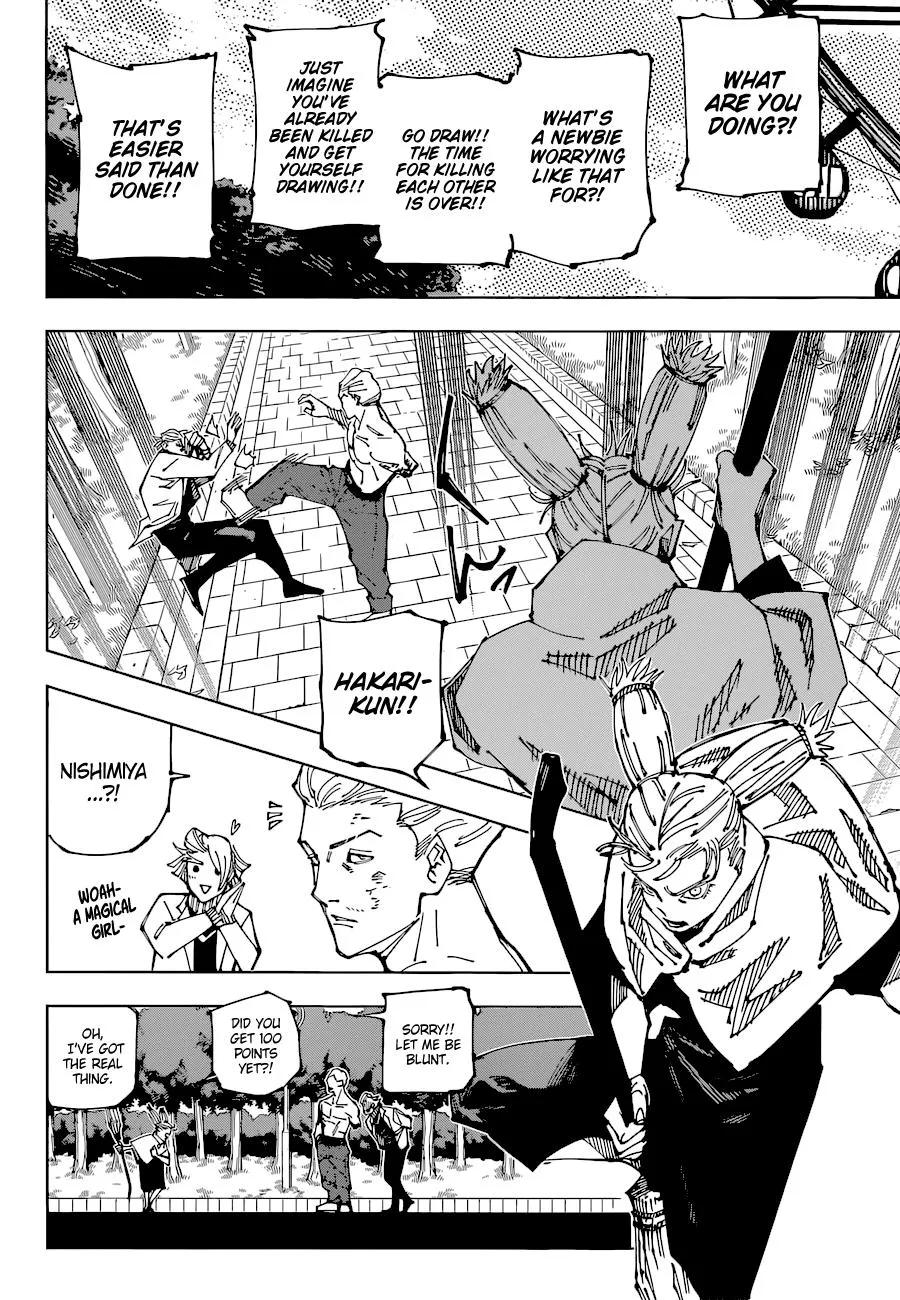 WHAT
ARE YOU
DOING?!
WHAT'S
A NEWBIE
WORRYING
LIKE THAT
FOR?!
GO DRAW!!
THE TIME
FOR KILLING
EACH OTHER
IS OVER!!
JUST
IMAGINE
YOU'VE
ALREADY
BEEN KILLED
AND GET
YOURSELF
DRAWING!!
THAT'S
EASIER
SAID THAN
DONE!!
HAKARI-
KUN!!
NISHIMIYA
...?!
WOAH-
A MAGICAL
GIRL-
SORRY!!
LET ME BE
BLUNT.
DID YOU
GET 100
POINTS
YET?!
OH,
I'VE GOT
THE REAL
THING.